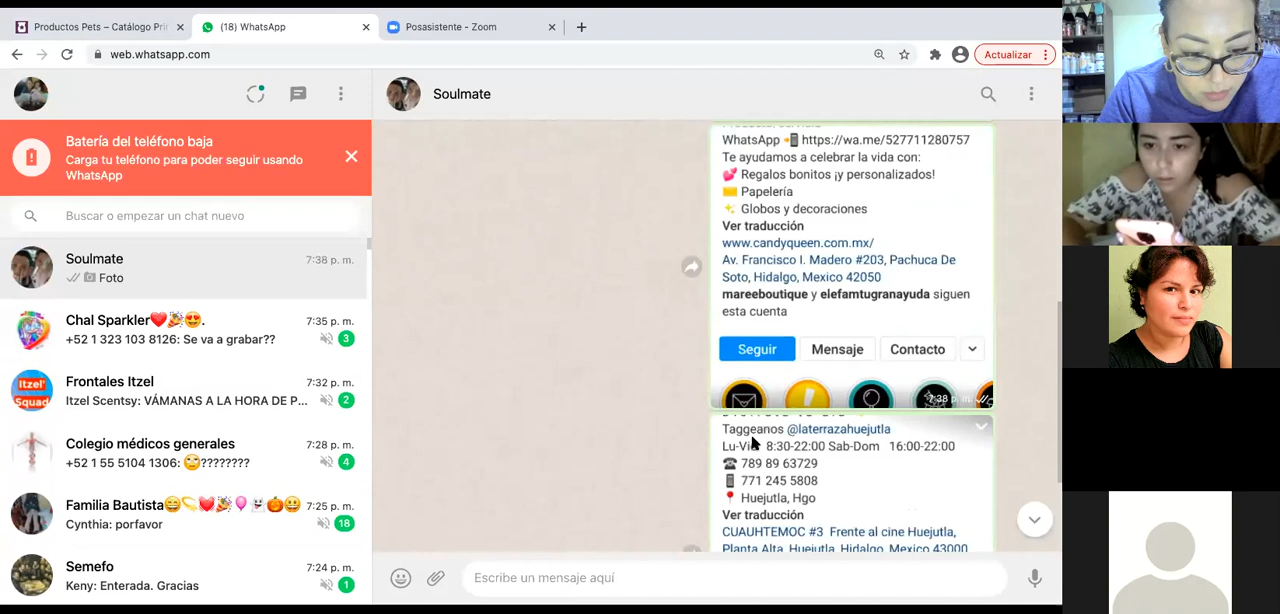 Productos Pets – Catálogo Pri
(18) WhatsApp
Posasistente - Zoom
web.whatsapp.com
Actualizar
Soulmate
Batería del teléfono baja
Carga tu teléfono para poder seguir usando
WhatsApp
Buscar o empezar un chat nuevo
Soulmate
7:38 p. m.
Foto
Chal Sparkler❤️🎉😍.
7:35 p. m.
+52 1 323 103 8126: Se va a grabar??
3
Itzel'
Squad
Frontales Itzel
7:32 p. m.
Itzel Scentsy: VÁMANAS A LA HORA DE P...
2
Colegio médicos generales
7:28 p. m.
+52 1 55 5104 1306: 🙄????????
4
Familia Bautista😄💫❤️🎉🎈👻🎃😀
7:25 p. m.
Cynthia: porfavor
18
Semefo
7:24 p. m.
Keny: Enterada. Gracias
1
WhatsApp 📲 https://wa.me/527711280757
Te ayudamos a celebrar la vida con:
💕 Regalos bonitos ¡y personalizados!
✉️ Papelería
✨ Globos y decoraciones
Ver traducción
www.candyqueen.com.mx/
Av. Francisco I. Madero #203, Pachuca De
Soto, Hidalgo, Mexico 42050
mareeboutique y elefamtugranayuda siguen
esta cuenta
Seguir
Mensaje
Contacto
7:38 p. m.
Taggeanos @laterrazahuejutla
Lu-Vie 8:30-22:00 Sab-Dom 16:00-22:00
☎ 789 89 63729
📱 771 245 5808
📍 Huejutla, Hgo
Ver traducción
CUAUHTEMOC #3 Frente al cine Huejutla,
Planta Alta, Huejutla, Hidalgo, Mexico 43000
Escribe un mensaje aquí